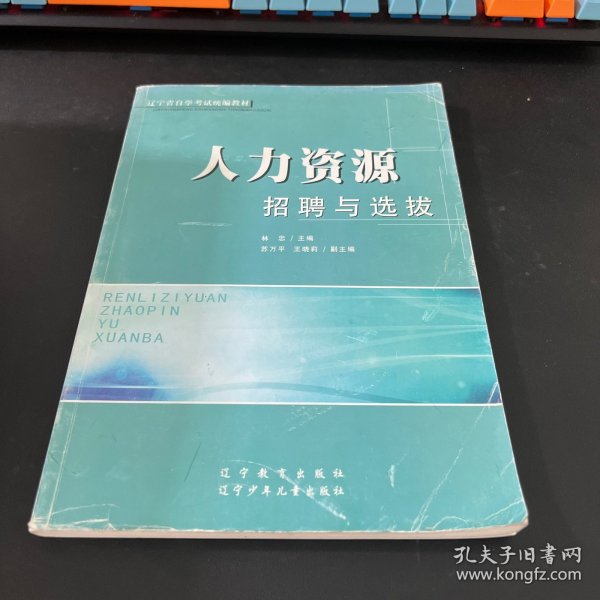 辽宁省自学考试统编教材
人力资源
招聘与选拔
林 忠 / 主编
苏万平 王晓莉 / 副主编
RENLIZIYUAN
ZHAOPIN
YU
XUANBA
辽宁教育出版社
辽宁少年儿童出版社
孔夫子旧书网
www.kongfz.com